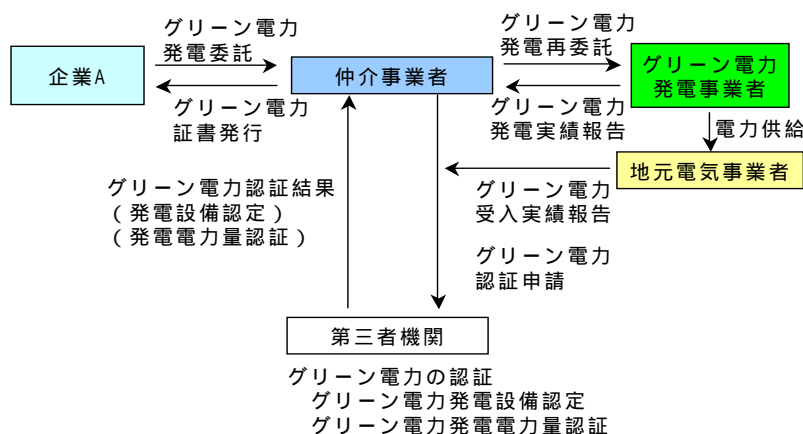 グリーン電力
発電委託
グリーン電力
発電再委託
企業A
仲介事業者
グリーン電力
発電事業者
グリーン電力
証書発行
グリーン電力
発電実績報告
電力供給
地元電気事業者
グリーン電力認証結果
(発電設備認定)
(発電電力量認証)
グリーン電力
受入実績報告
グリーン電力
認証申請
第三者機関
グリーン電力の認証
グリーン電力発電設備認定
グリーン電力発電電力量認証